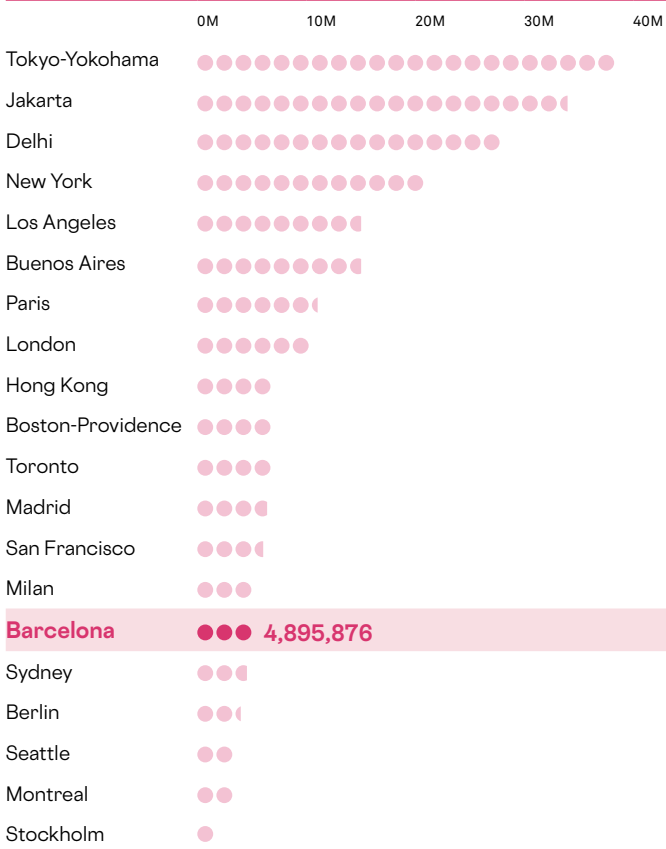 0M 10M 20M 30M 40M
Tokyo-Yokohama
Jakarta
Delhi
New York
Los Angeles
Buenos Aires
Paris
London
Hong Kong
Boston-Providence
Toronto
Madrid
San Francisco
Milan
Barcelona 4,895,876
Sydney
Berlin
Seattle
Montreal
Stockholm